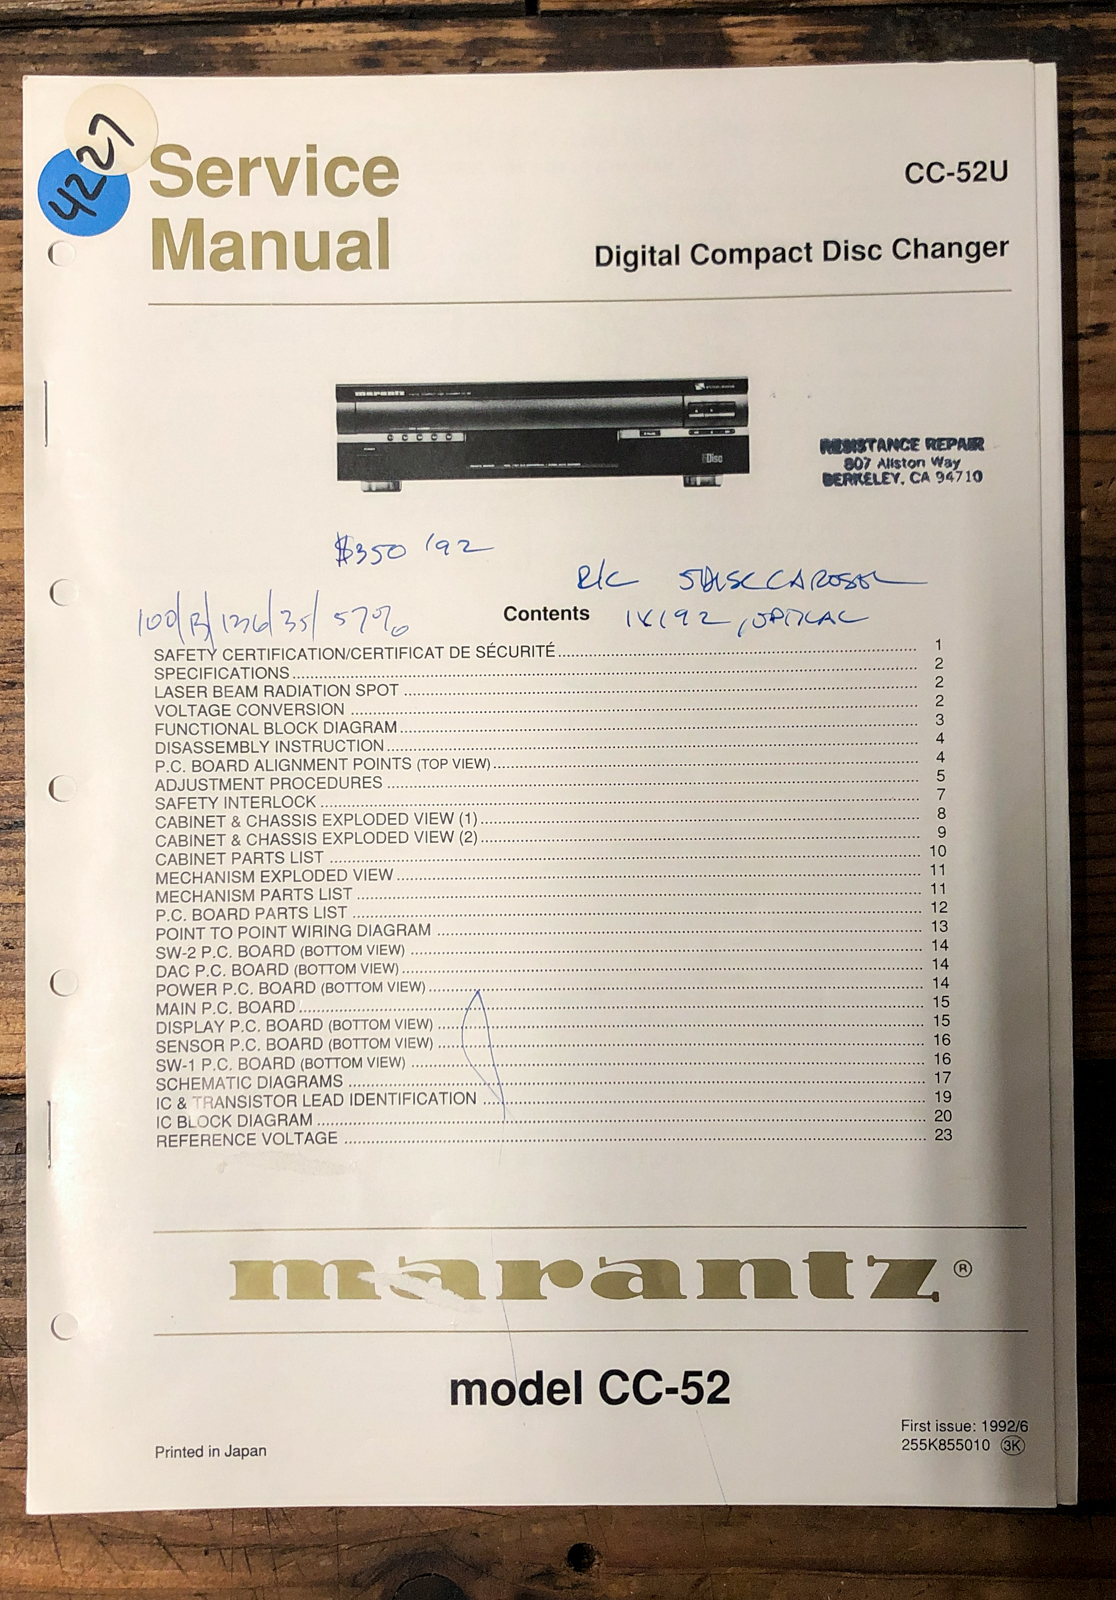 4227
Service
Manual
CC-52U
Digital Compact Disc Changer
marantz
Disc
RESISTANCE REPAIR
807 Allston Way
BERKELEY, CA 94710
$350 '92
R/C 5 DISC CAROSEL
1X192, OPTICAL
Contents
SAFETY CERTIFICATION/CERTIFICAT DE SÉCURITÉ 1
SPECIFICATIONS 2
LASER BEAM RADIATION SPOT 2
VOLTAGE CONVERSION 2
FUNCTIONAL BLOCK DIAGRAM 3
DISASSEMBLY INSTRUCTION 4
P.C. BOARD ALIGNMENT POINTS (TOP VIEW) 4
ADJUSTMENT PROCEDURES 5
SAFETY INTERLOCK 7
CABINET & CHASSIS EXPLODED VIEW (1) 8
CABINET & CHASSIS EXPLODED VIEW (2) 9
CABINET PARTS LIST 10
MECHANISM EXPLODED VIEW 11
MECHANISM PARTS LIST 11
P.C. BOARD PARTS LIST 12
POINT TO POINT WIRING DIAGRAM 13
SW-2 P.C. BOARD (BOTTOM VIEW) 14
DAC P.C. BOARD (BOTTOM VIEW) 14
POWER P.C. BOARD (BOTTOM VIEW) 14
MAIN P.C. BOARD 15
DISPLAY P.C. BOARD (BOTTOM VIEW) 15
SENSOR P.C. BOARD (BOTTOM VIEW) 16
SW-1 P.C. BOARD (BOTTOM VIEW) 16
SCHEMATIC DIAGRAMS 17
IC & TRANSISTOR LEAD IDENTIFICATION 19
IC BLOCK DIAGRAM 20
REFERENCE VOLTAGE 23
marantz®
model CC-52
First issue: 1992/6
255K855010 3K
Printed in Japan